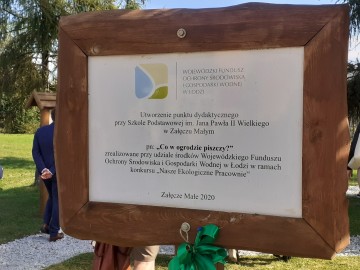 WOJEWÓDZKI FUNDUSZ
OCHRONY ŚRODOWISKA
I GOSPODARKI WODNEJ
W ŁODZI
Utworzenie punktu dydaktycznego
przy Szkole Podstawowej im. Jana Pawła II Wielkiego
w Załęczu Małym
pn: „Co w ogrodzie piszczy?"
zrealizowane przy udziale środków Wojewódzkiego Funduszu
Ochrony Środowiska i Gospodarki Wodnej w Łodzi w ramach
konkursu „Nasze Ekologiczne Pracownie"
Załęcze Małe 2020